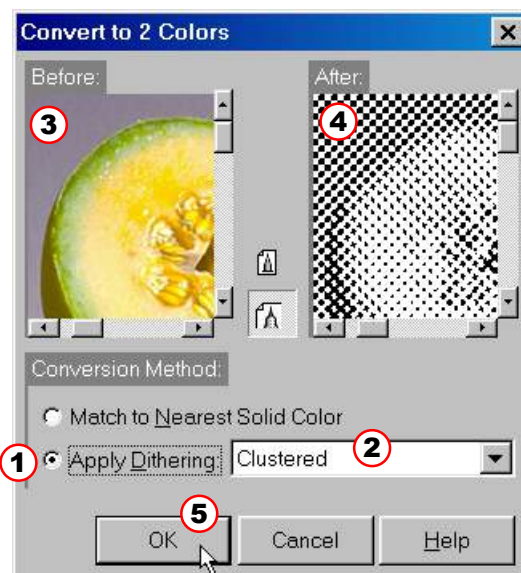 Convert to 2 Colors
Before:
After:
3
4
Conversion Method:
Match to Nearest Solid Color
1
Apply Dithering:
Clustered
2
5
OK
Cancel
Help